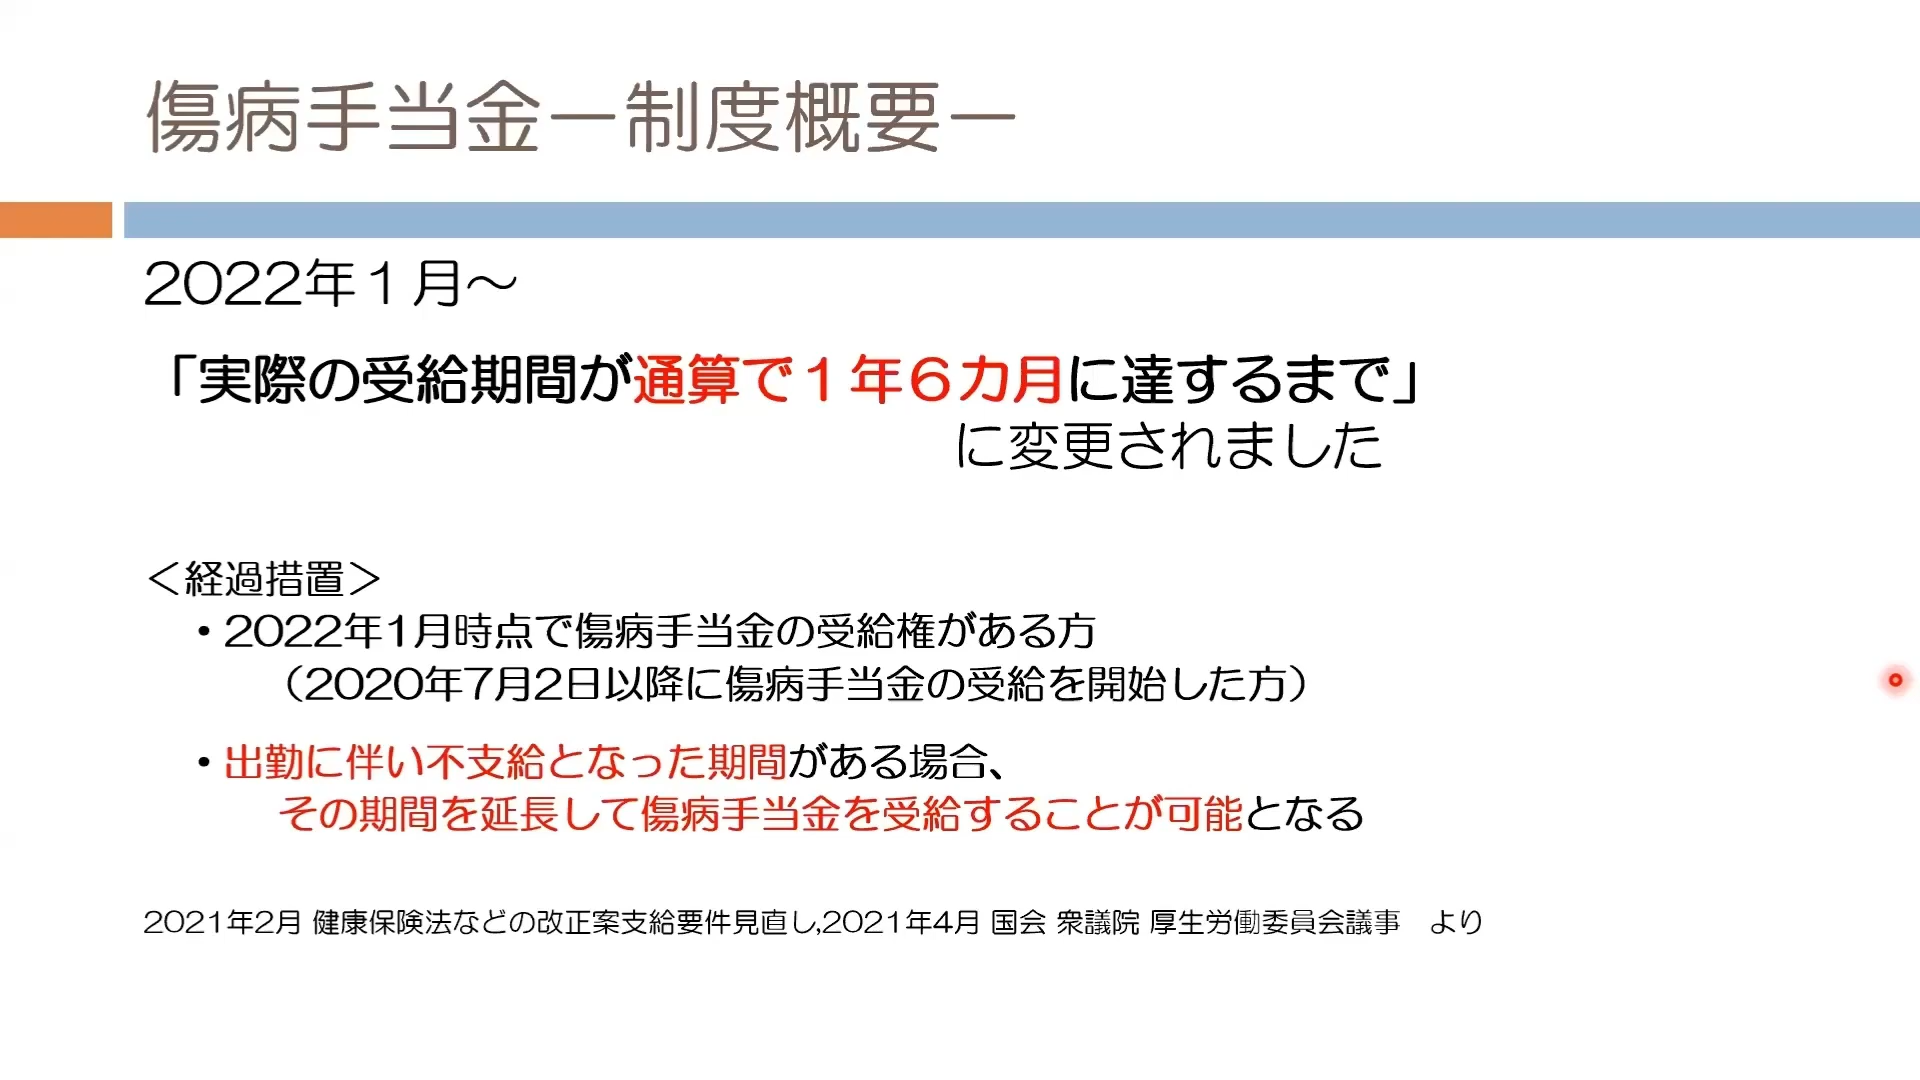 傷病手当金－制度概要－
2022年１月～
「実際の受給期間が通算で１年６カ月に達するまで」
に変更されました
＜経過措置＞
・2022年1月時点で傷病手当金の受給権がある方
（2020年7月2日以降に傷病手当金の受給を開始した方）
・出勤に伴い不支給となった期間がある場合、
その期間を延長して傷病手当金を受給することが可能となる
2021年2月 健康保険法などの改正案支給要件見直し,2021年4月 国会 衆議院 厚生労働委員会議事　より